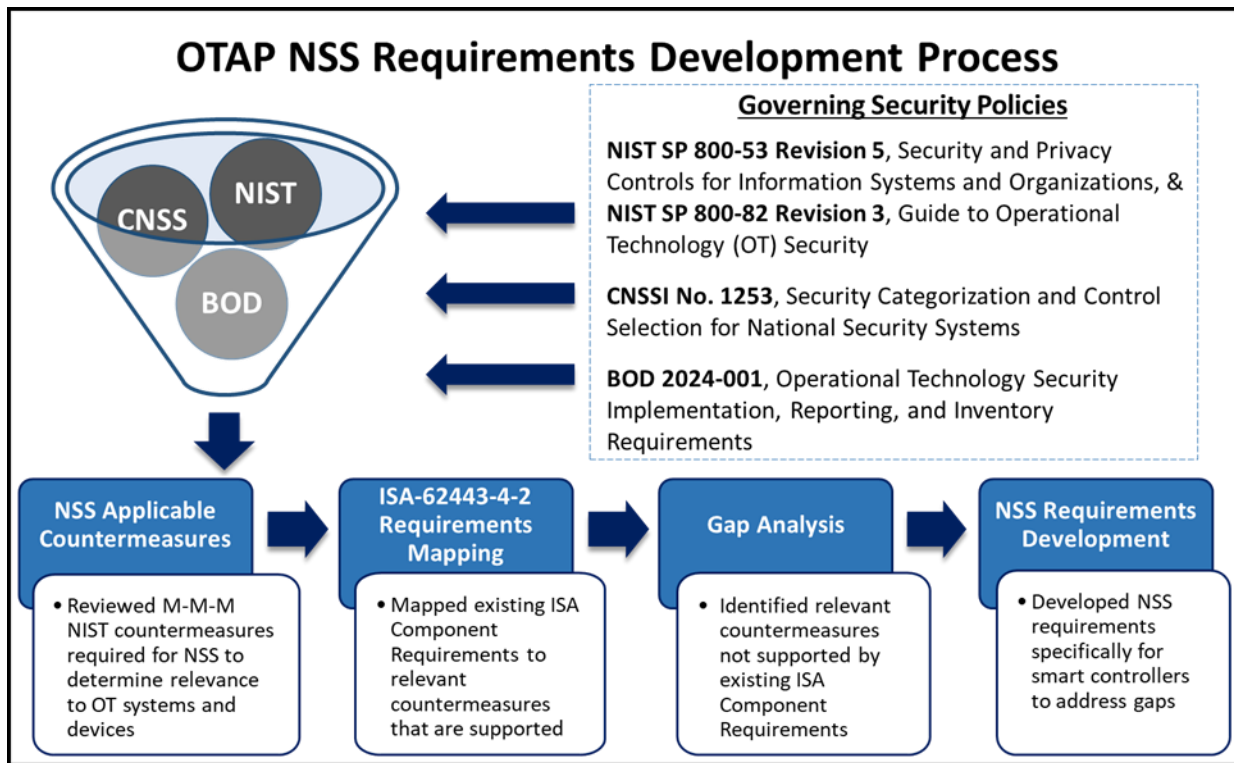 OTAP NSS Requirements Development Process
CNSS
NIST
BOD
Governing Security Policies
NIST SP 800-53 Revision 5, Security and Privacy
Controls for Information Systems and Organizations, &
NIST SP 800-82 Revision 3, Guide to Operational
Technology (OT) Security
CNSSI No. 1253, Security Categorization and Control
Selection for National Security Systems
BOD 2024-001, Operational Technology Security
Implementation, Reporting, and Inventory
Requirements
NSS Applicable
Countermeasures
• Reviewed M-M-M
NIST countermeasures
required for NSS to
determine relevance
to OT systems and
devices
ISA-62443-4-2
Requirements
Mapping
• Mapped existing ISA
Component
Requirements to
relevant
countermeasures
that are supported
Gap Analysis
• Identified relevant
countermeasures
not supported by
existing ISA
Component
Requirements
NSS Requirements
Development
• Developed NSS
requirements
specifically for
smart controllers
to address gaps